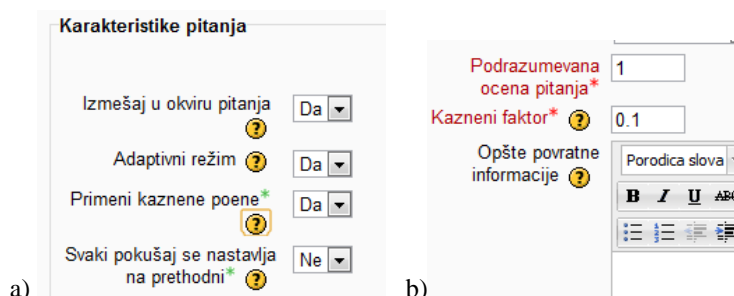 Karakteristike pitanja
Izmešaj u okviru pitanja
Da
Adaptivni režim
Da
Primeni kaznene poene*
Da
Svaki pokušaj se nastavlja
na prethodni*
Ne
a)
Podrazumevana
ocena pitanja*
1
Kazneni faktor*
0.1
Opšte povratne
informacije
Porodica slova
B I U ABC
b)